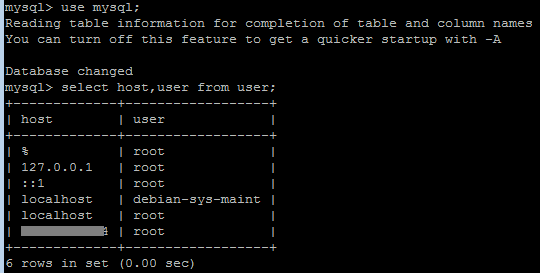 mysql> use mysql;
Reading table information for completion of table and column names
You can turn off this feature to get a quicker startup with -A
Database changed
mysql> select host,user from user;
+-------------+------------------+
| host        | user             |
+-------------+------------------+
| %           | root             |
| 127.0.0.1   | root             |
| ::1         | root             |
| localhost   | debian-sys-maint |
| localhost   | root             |
|             | root             |
+-------------+------------------+
6 rows in set (0.00 sec)